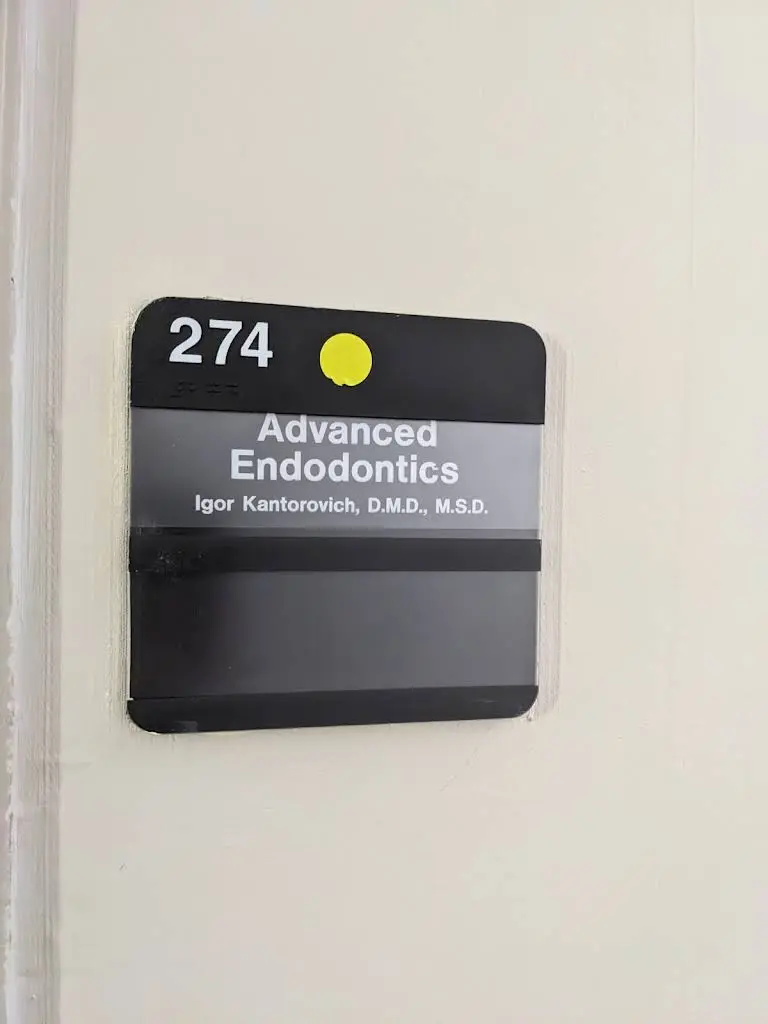 274
Advanced
Endodontics
Igor Kantorovich, D.M.D., M.S.D.